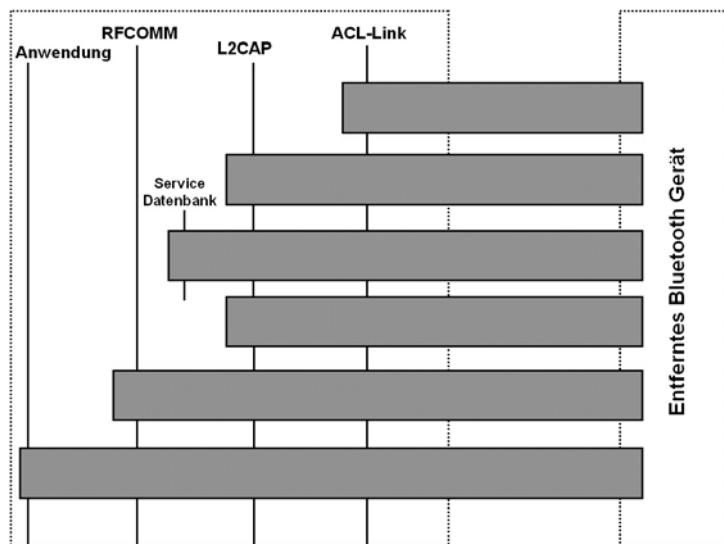 RFCOMM
ACL-Link
Anwendung
L2CAP
Service
Datenbank
Entferntes Bluetooth Gerät